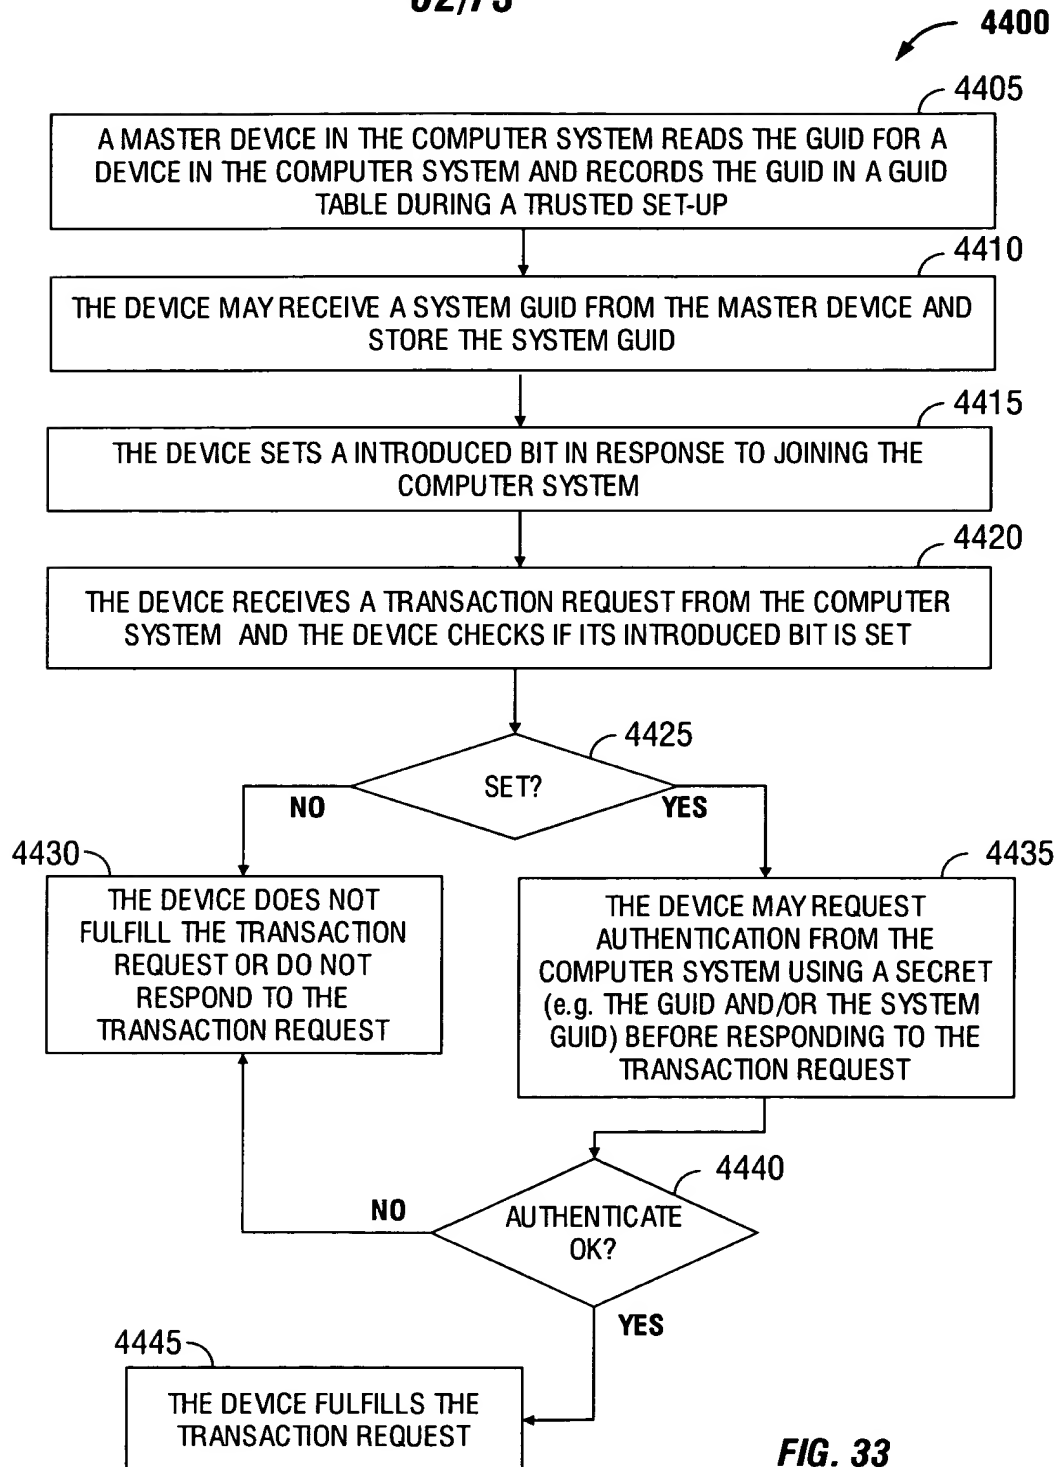 4400
4405
A MASTER DEVICE IN THE COMPUTER SYSTEM READS THE GUID FOR A
DEVICE IN THE COMPUTER SYSTEM AND RECORDS THE GUID IN A GUID
TABLE DURING A TRUSTED SET-UP
4410
THE DEVICE MAY RECEIVE A SYSTEM GUID FROM THE MASTER DEVICE AND
STORE THE SYSTEM GUID
4415
THE DEVICE SETS A INTRODUCED BIT IN RESPONSE TO JOINING THE
COMPUTER SYSTEM
4420
THE DEVICE RECEIVES A TRANSACTION REQUEST FROM THE COMPUTER
SYSTEM AND THE DEVICE CHECKS IF ITS INTRODUCED BIT IS SET
4425
SET?
NO
YES
4430
THE DEVICE DOES NOT
FULFILL THE TRANSACTION
REQUEST OR DO NOT
RESPOND TO THE
TRANSACTION REQUEST
4435
THE DEVICE MAY REQUEST
AUTHENTICATION FROM THE
COMPUTER SYSTEM USING A SECRET
(e.g. THE GUID AND/OR THE SYSTEM
GUID) BEFORE RESPONDING TO THE
TRANSACTION REQUEST
4440
AUTHENTICATE
OK?
NO
YES
4445
THE DEVICE FULFILLS THE
TRANSACTION REQUEST
FIG. 33